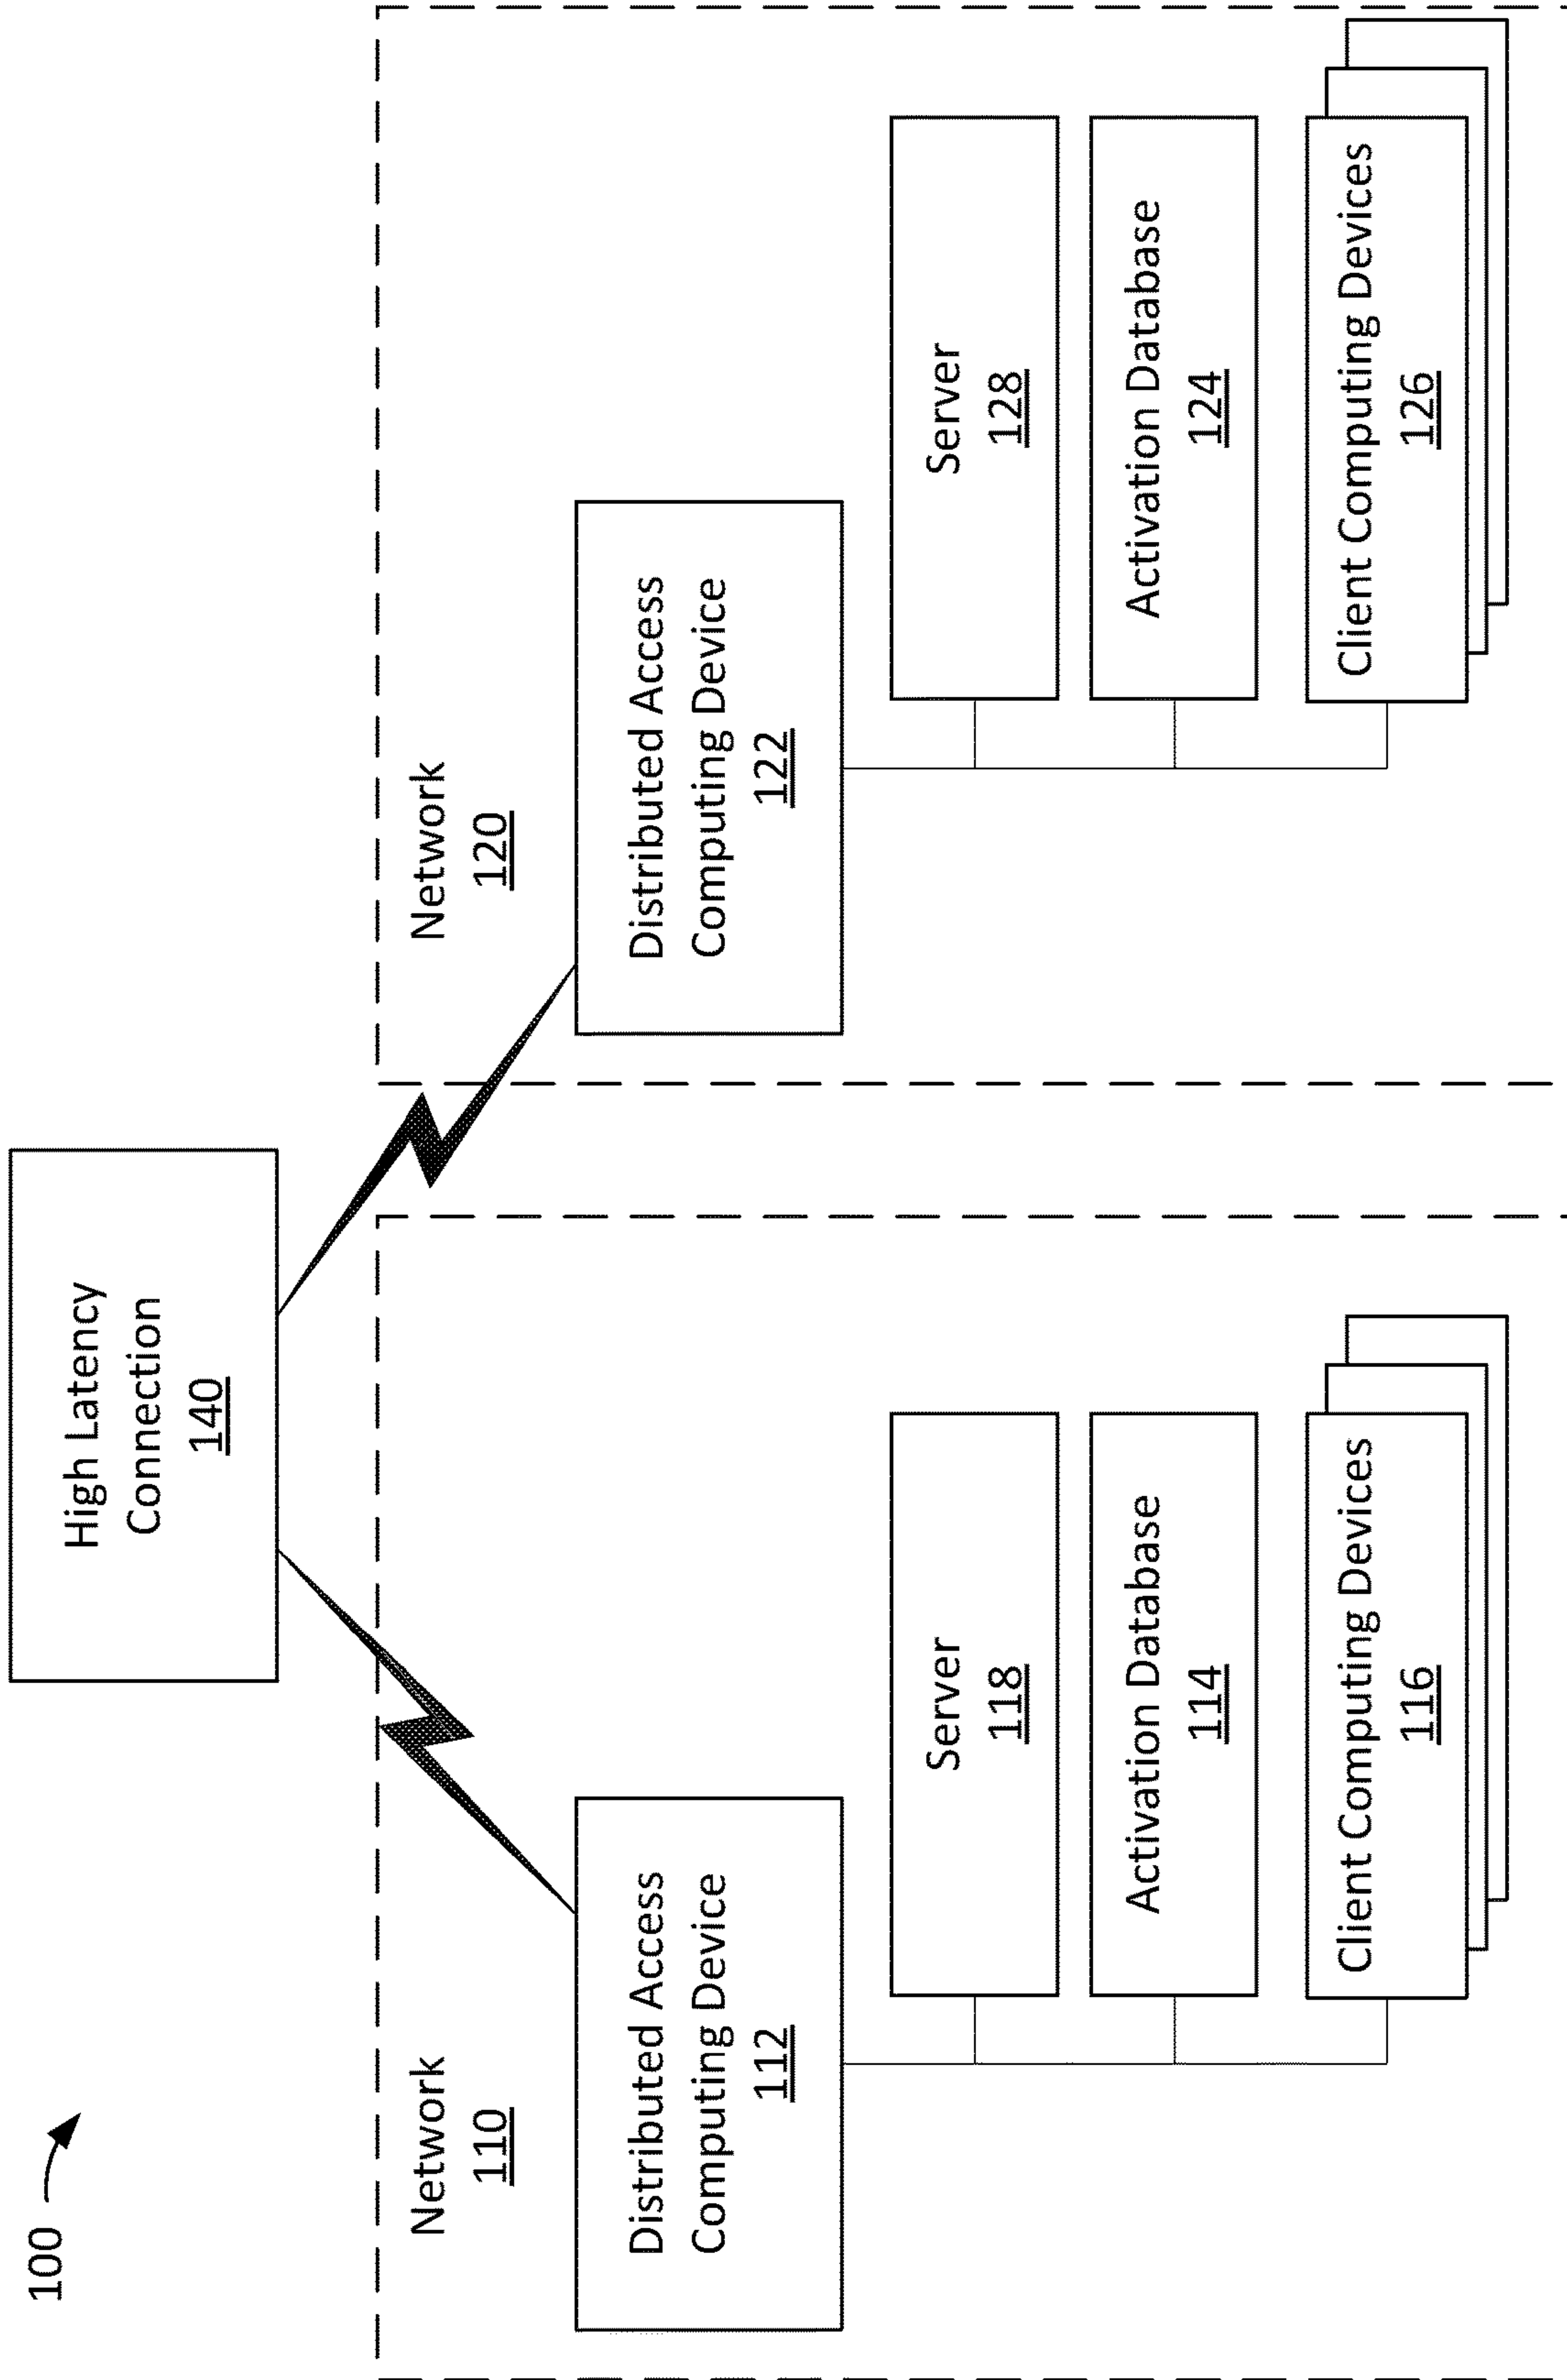 100
High Latency
Connection
140
Network
110
Distributed Access
Computing Device
112
Server
118
Activation Database
114
Client Computing Devices
116
Network
120
Distributed Access
Computing Device
122
Server
128
Activation Database
124
Client Computing Devices
126